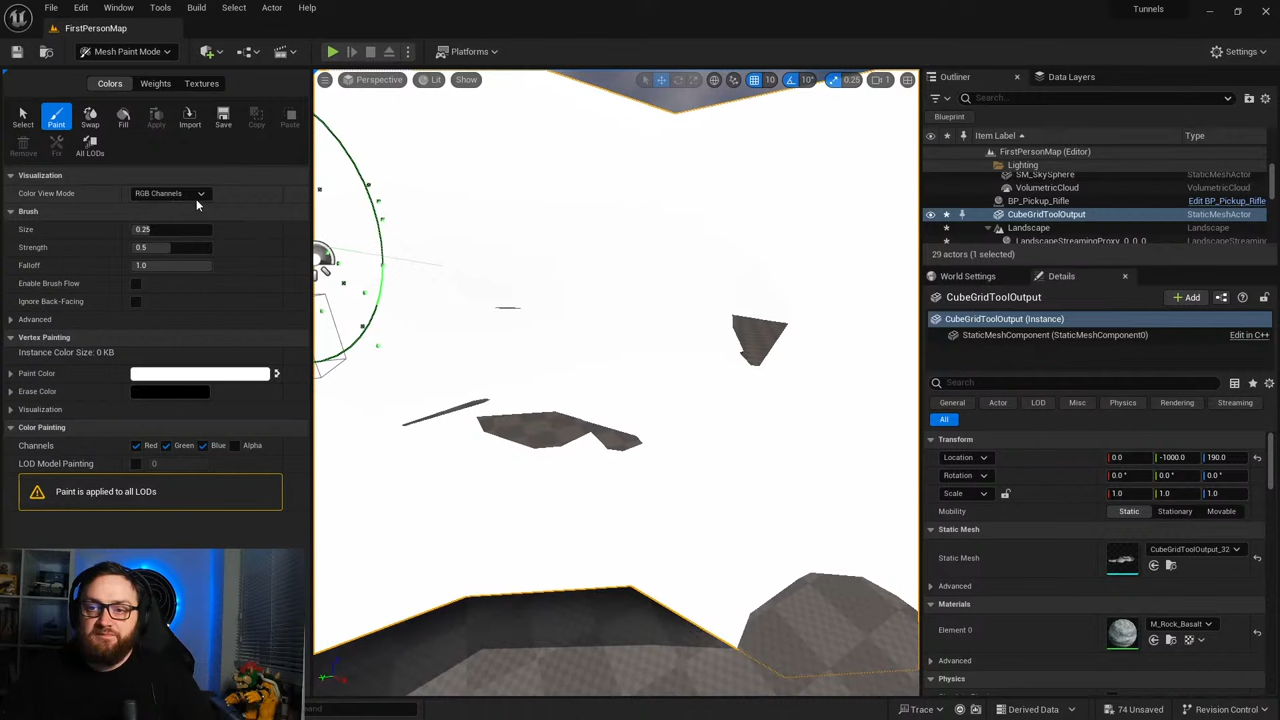 File Edit Window Tools Build Select Actor Help
Tunnels
FirstPersonMap
Mesh Paint Mode
Platforms
Settings
Colors Weights Textures
Select Paint Swap Fill Apply Import Save Copy Paste
Remove Fix All LODs
Visualization
Color View Mode RGB Channels
Brush
Size 0.25
Strength 0.5
Falloff 1.0
Enable Brush Flow
Ignore Back-Facing
Advanced
Vertex Painting
Instance Color Size: 0 KB
Paint Color
Erase Color
Visualization
Color Painting
Channels Red Green Blue Alpha
LOD Model Painting 0
Paint is applied to all LODs
Perspective Lit Show
10 10° 0.25 1
Outliner Data Layers
Search...
Blueprint
Item Label Type
FirstPersonMap (Editor)
Lighting
SM_SkySphere StaticMeshActor
VolumetricCloud VolumetricCloud
BP_Pickup_Rifle Edit BP_Pickup_Rifle
CubeGridToolOutput StaticMeshActor
Landscape Landscape
LandscapeStreamingProxy_0_0_0 LandscapeStreamingProxy
29 actors (1 selected)
World Settings Details
CubeGridToolOutput
Add
CubeGridToolOutput (Instance)
StaticMeshComponent (StaticMeshComponent0) Edit in C++
Search
General Actor LOD Misc Physics Rendering Streaming
All
Transform
Location 0.0 -1000.0 190.0
Rotation 0.0° 0.0° 0.0°
Scale 1.0 1.0 1.0
Mobility Static Stationary Movable
Static Mesh
Static Mesh CubeGridToolOutput_32
Advanced
Materials
Element 0 M_Rock_Basalt
Advanced
Physics
Trace Derived Data 74 Unsaved Revision Control